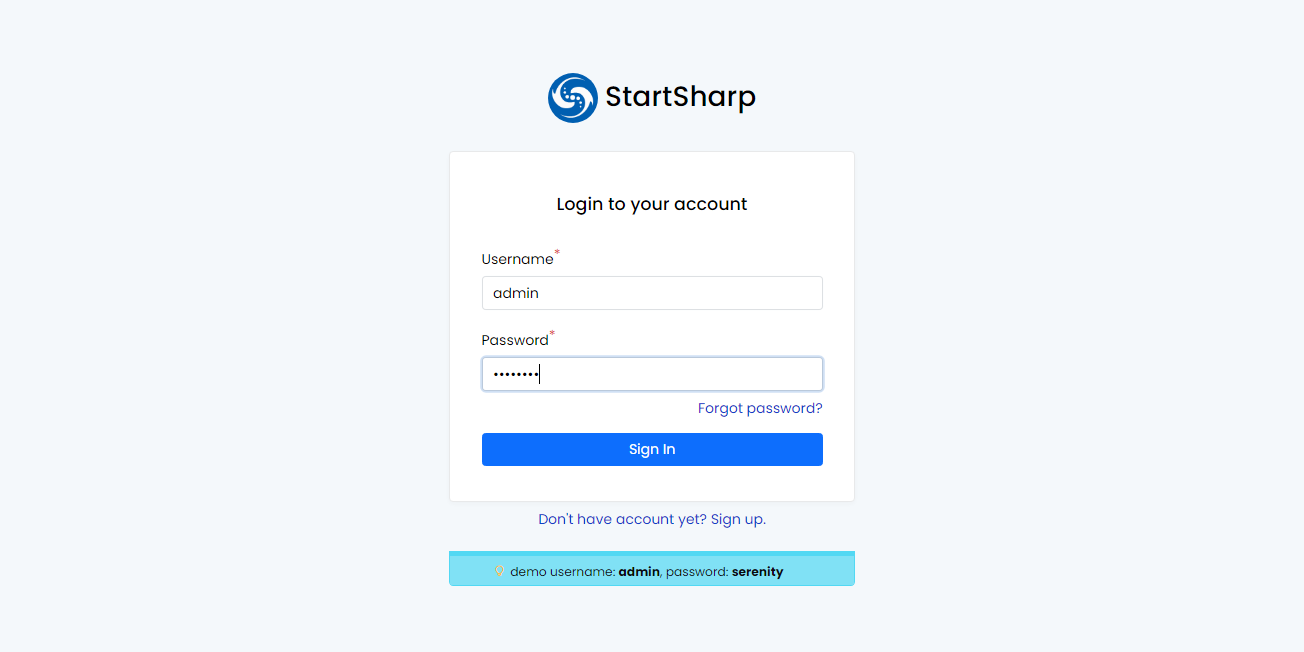 StartSharp
Login to your account
Username*
admin
Password*
••••••••
Forgot password?
Sign In
Don't have account yet? Sign up.
demo username: admin, password: serenity